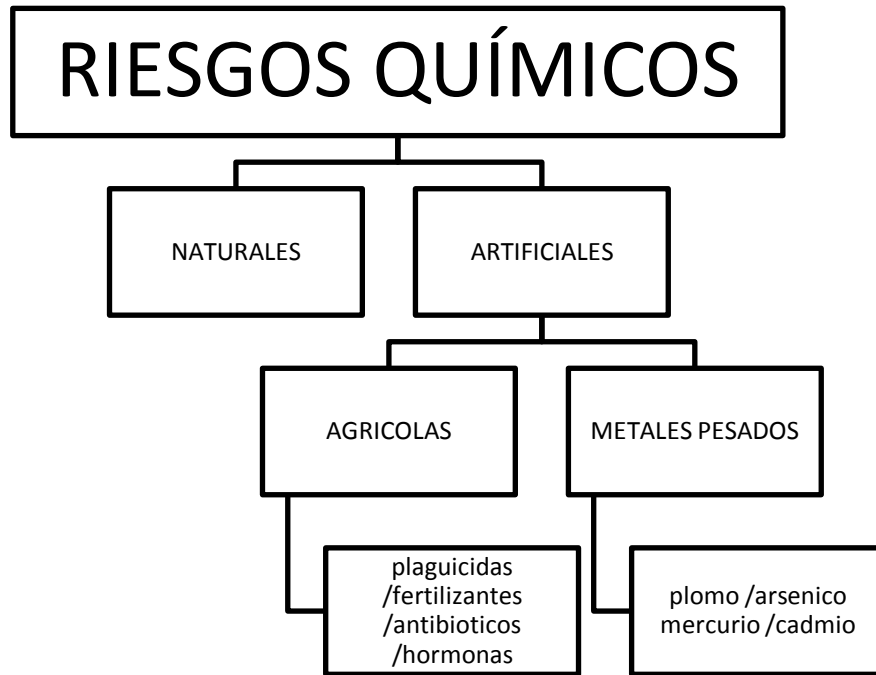 RIESGOS QUÍMICOS
NATURALES
ARTIFICIALES
AGRICOLAS
METALES PESADOS
plaguicidas
/fertilizantes
/antibioticos
/hormonas
plomo /arsenico
mercurio /cadmio